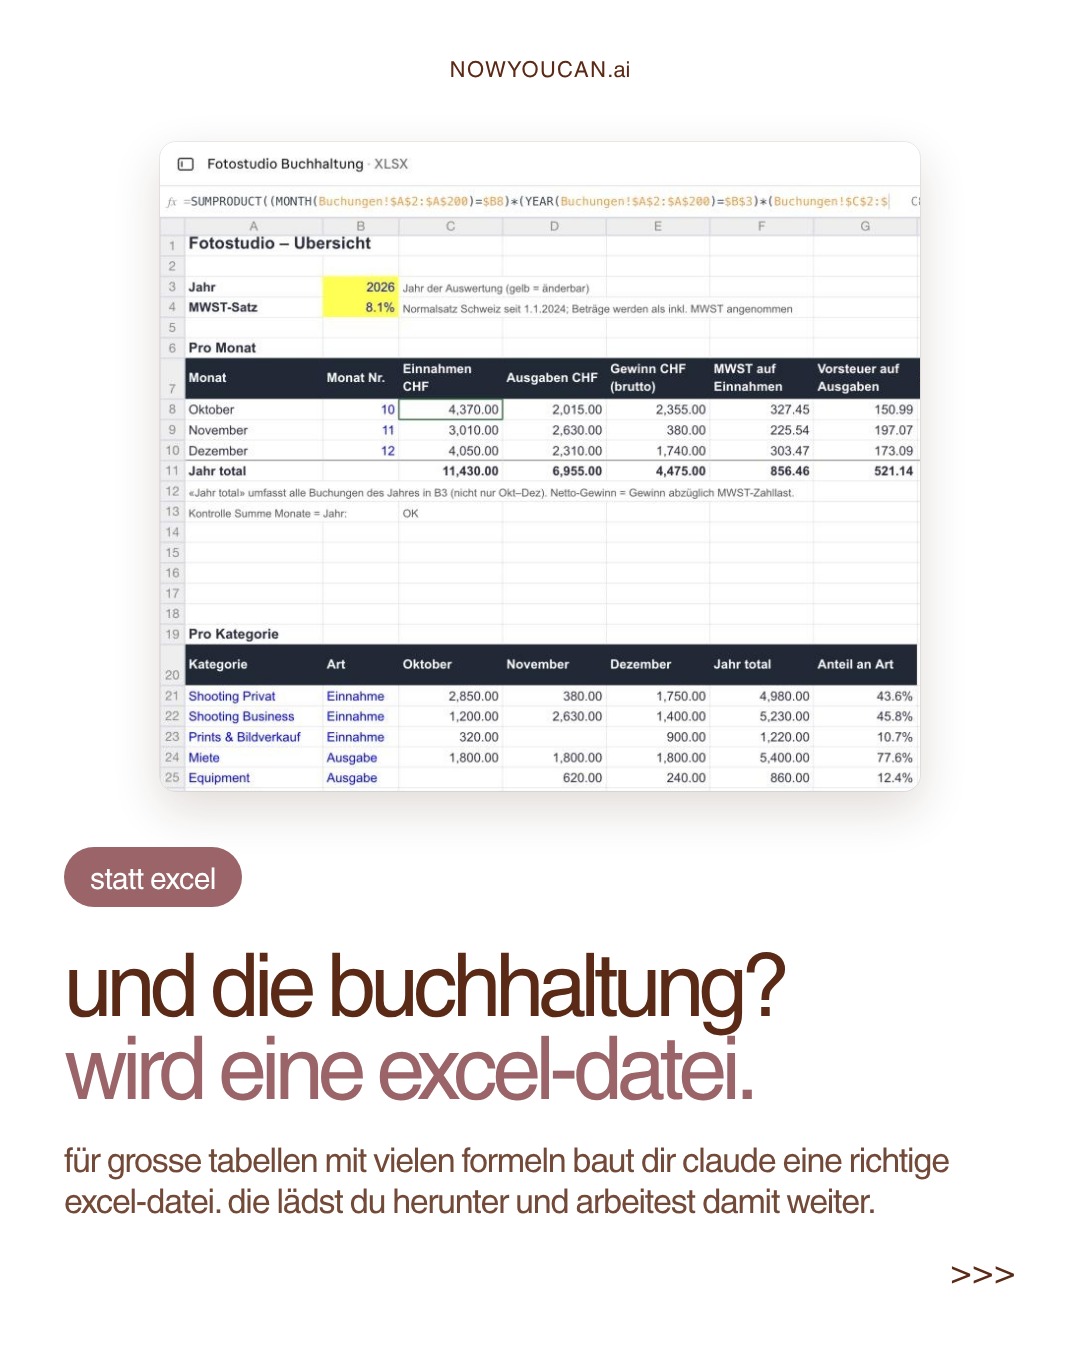 NOWYOUCAN.ai
Fotostudio Buchhaltung · XLSX
fx =SUMPRODUCT((MONTH(Buchungen!$A$2:$A$200)=$B8)*(YEAR(Buchungen!$A$2:$A$200)=$B$3)*(Buchungen!$C$2:$
A B C D E F G
1 Fotostudio – Übersicht
2
3 Jahr 2026 Jahr der Auswertung (gelb = änderbar)
4 MWST-Satz 8.1% Normalsatz Schweiz seit 1.1.2024; Beträge werden als inkl. MWST angenommen
5
6 Pro Monat
7 Monat Monat Nr. Einnahmen CHF Ausgaben CHF Gewinn CHF (brutto) MWST auf Einnahmen Vorsteuer auf Ausgaben
8 Oktober 10 4,370.00 2,015.00 2,355.00 327.45 150.99
9 November 11 3,010.00 2,630.00 380.00 225.54 197.07
10 Dezember 12 4,050.00 2,310.00 1,740.00 303.47 173.09
11 Jahr total 11,430.00 6,955.00 4,475.00 856.46 521.14
12 «Jahr total» umfasst alle Buchungen des Jahres in B3 (nicht nur Okt–Dez). Netto-Gewinn = Gewinn abzüglich MWST-Zahllast.
13 Kontrolle Summe Monate = Jahr: OK
14
15
16
17
18
19 Pro Kategorie
20 Kategorie Art Oktober November Dezember Jahr total Anteil an Art
21 Shooting Privat Einnahme 2,850.00 380.00 1,750.00 4,980.00 43.6%
22 Shooting Business Einnahme 1,200.00 2,630.00 1,400.00 5,230.00 45.8%
23 Prints & Bildverkauf Einnahme 320.00 900.00 1,220.00 10.7%
24 Miete Ausgabe 1,800.00 1,800.00 1,800.00 5,400.00 77.6%
25 Equipment Ausgabe 620.00 240.00 860.00 12.4%
statt excel
und die buchhaltung?
wird eine excel-datei.
für grosse tabellen mit vielen formeln baut dir claude eine richtige
excel-datei. die lädst du herunter und arbeitest damit weiter.
>>>